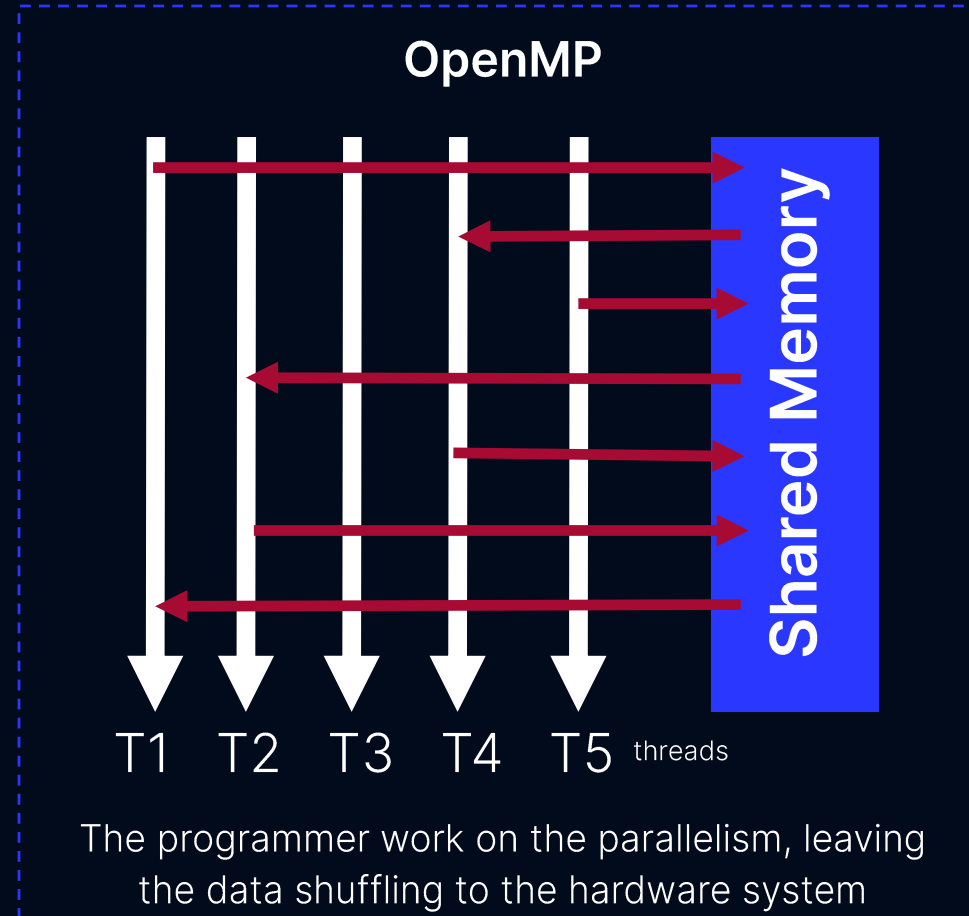 OpenMP
Shared Memory
T1 T2 T3 T4 T5 threads
The programmer work on the parallelism, leaving
the data shuffling to the hardware system